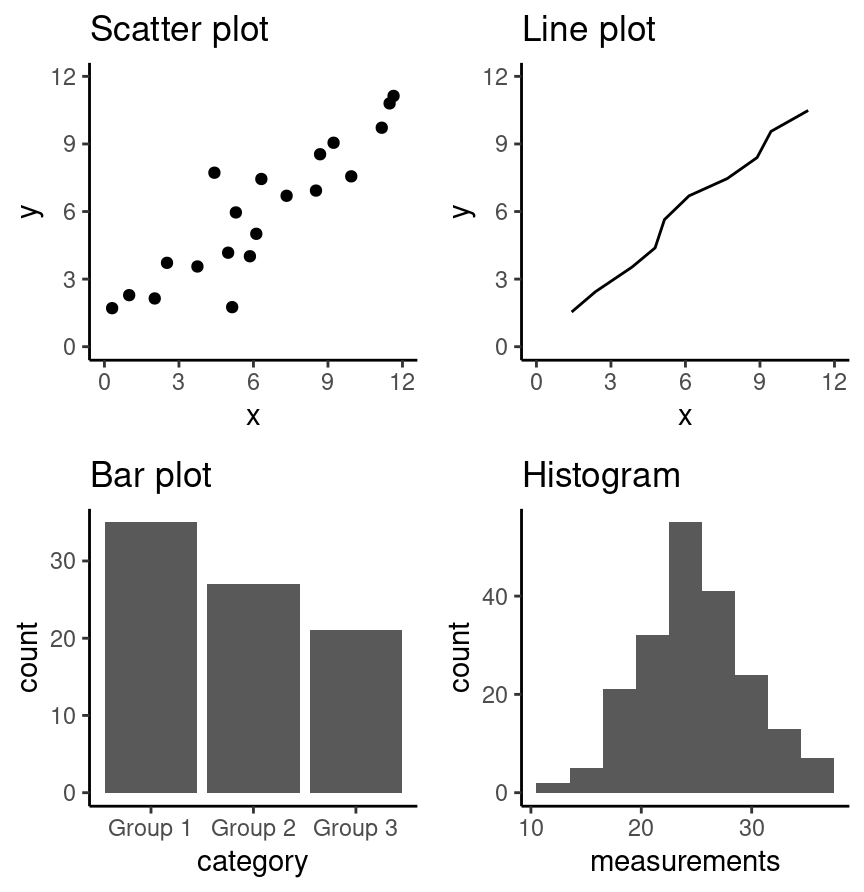 Scatter plot
12
9
6
3
0
y
0 3 6 9 12
x
Line plot
12
9
6
3
0
y
0 3 6 9 12
x
Bar plot
30
20
10
0
count
Group 1 Group 2 Group 3
category
Histogram
40
20
0
count
10 20 30
measurements